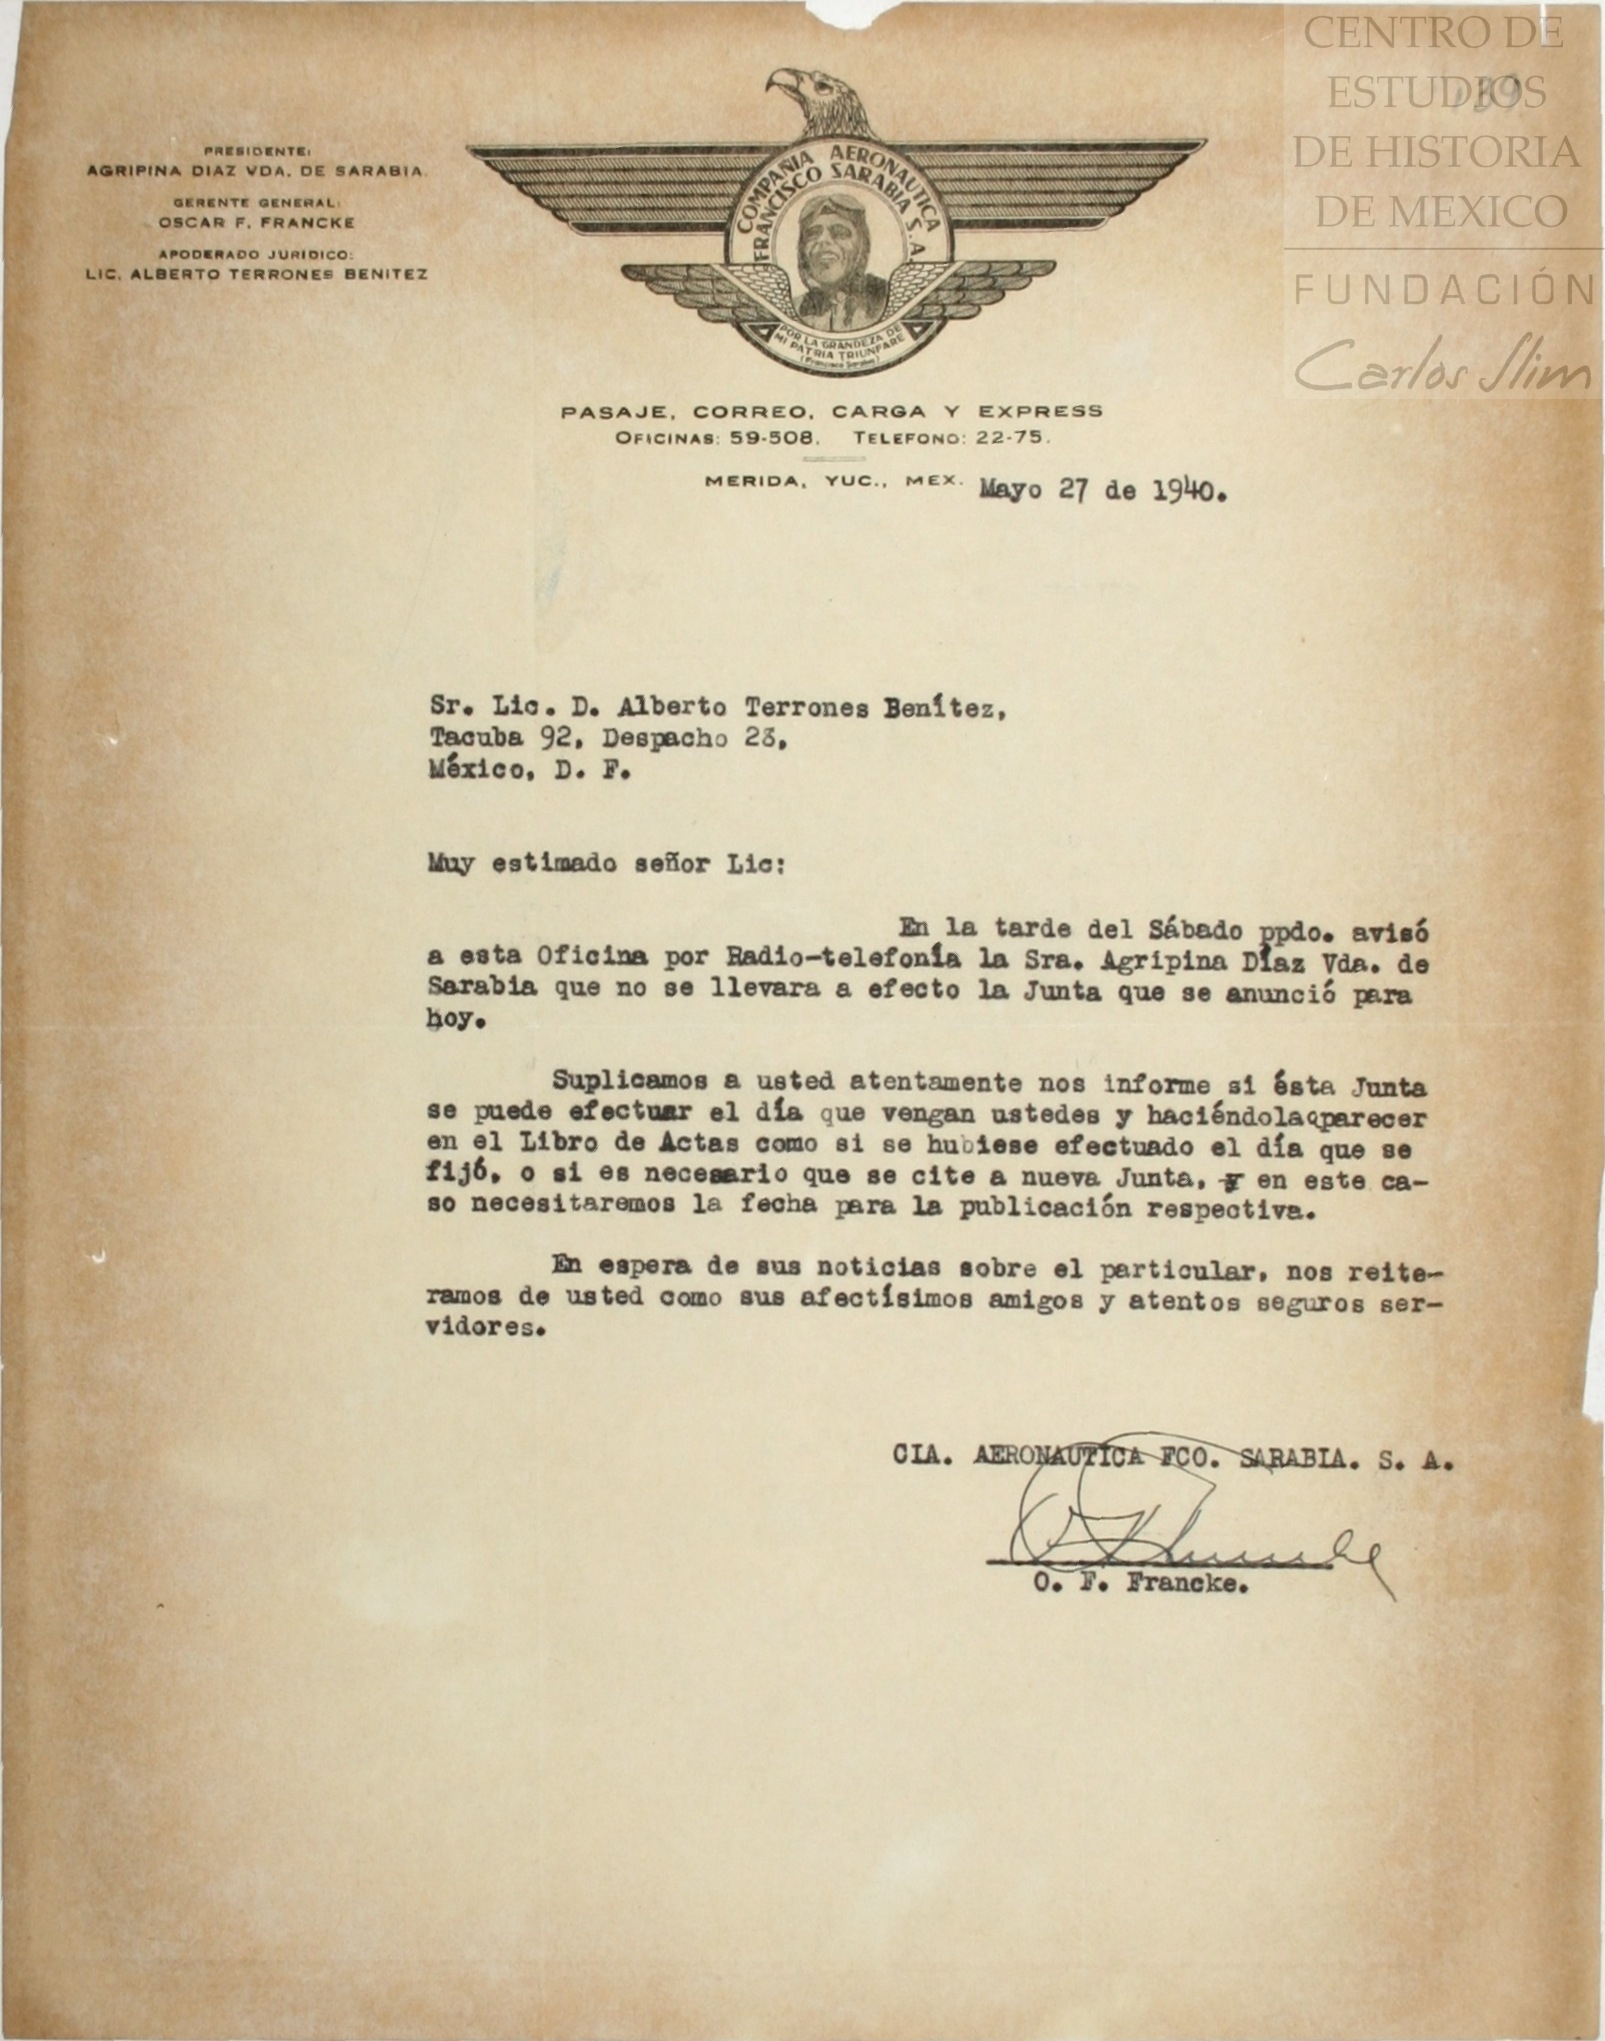 CENTRO DE
ESTUDIOS
DE HISTORIA
DE MEXICO
FUNDACIÓN
Carlos Slim
139
PRESIDENTE:
AGRIPINA DIAZ VDA. DE SARABIA.
GERENTE GENERAL:
OSCAR F. FRANCKE
APODERADO JURIDICO:
LIC. ALBERTO TERRONES BENITEZ
COMPAÑIA AERONAUTICA
FRANCISCO SARABIA S. A.
POR LA GRANDEZA DE
MI PATRIA TRIUNFARE
(Francisco Sarabia)
PASAJE, CORREO, CARGA Y EXPRESS
OFICINAS: 59-508. TELEFONO: 22-75.
MERIDA, YUC., MEX. Mayo 27 de 1940.
Sr. Lic. D. Alberto Terrones Benítez,
Tacuba 92, Despacho 23,
México, D. F.
Muy estimado señor Lic:
En la tarde del Sábado ppdo. avisó
a esta Oficina por Radio-telefonía la Sra. Agripina Díaz Vda. de
Sarabia que no se llevara a efecto la Junta que se anunció para
hoy.
Suplicamos a usted atentamente nos informe si ésta Junta
se puede efectuar el día que vengan ustedes y haciéndola aparecer
en el Libro de Actas como si se hubiese efectuado el día que se
fijó, o si es necesario que se cite a nueva Junta, y en este ca-
so necesitaremos la fecha para la publicación respectiva.
En espera de sus noticias sobre el particular, nos reite-
ramos de usted como sus afectísimos amigos y atentos seguros ser-
vidores.
CIA. AERONAUTICA FCO. SARABIA. S. A.
O. F. Francke.